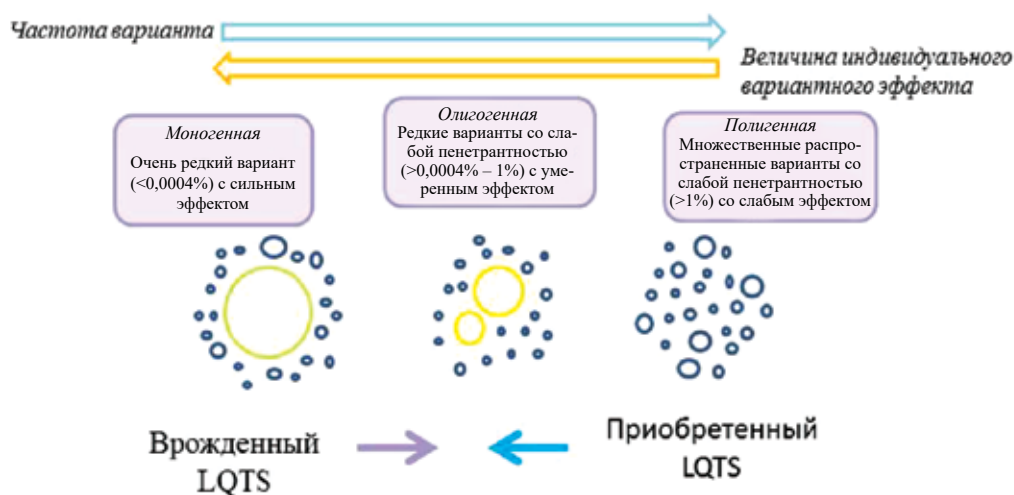 Частота варианта
Величина индивидуального
вариантного эффекта
Моногенная
Очень редкий вариант
(<0,0004%) с сильным
эффектом
Олигогенная
Редкие варианты со сла-
бой пенетрантностью
(>0,0004% – 1%) с уме-
ренным эффектом
Полигенная
Множественные распро-
страненные варианты со
слабой пенетрантностью
(>1%) со слабым эффектом
Врожденный
LQTS
Приобретенный
LQTS